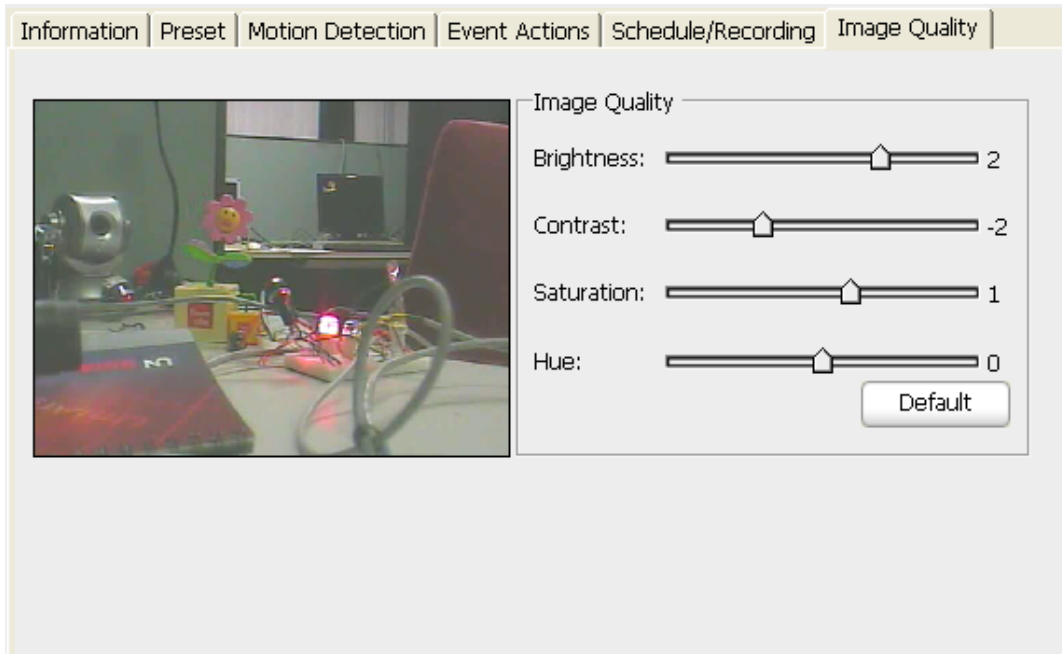 Information Preset Motion Detection Event Actions Schedule/Recording Image Quality
Image Quality
Brightness: 2
Contrast: -2
Saturation: 1
Hue: 0
Default